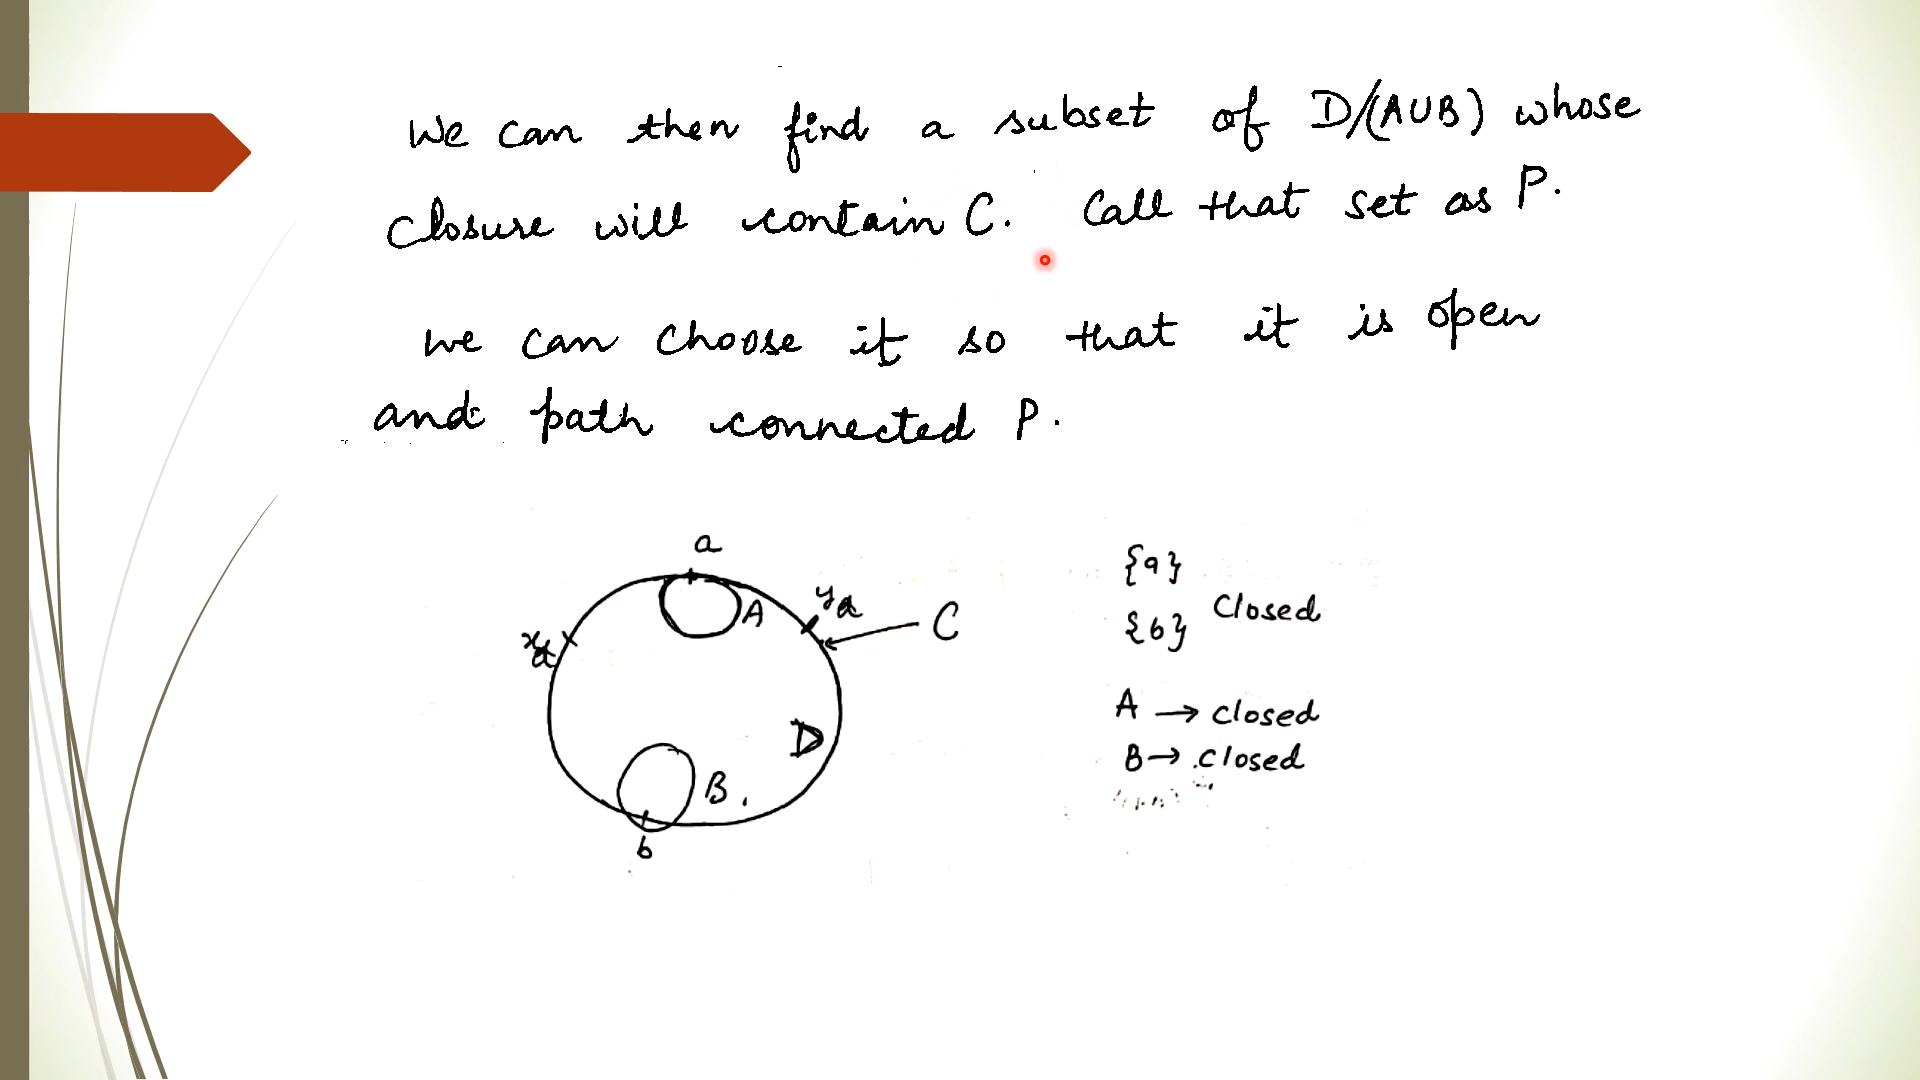 We can then find a subset of D/(A∪B) whose
closure will contain C. Call that set as P.
We can choose it so that it is open
and path connected P.
a
A
y
C
x
D
B.
b
{a}
{b} closed
A → closed
B → closed